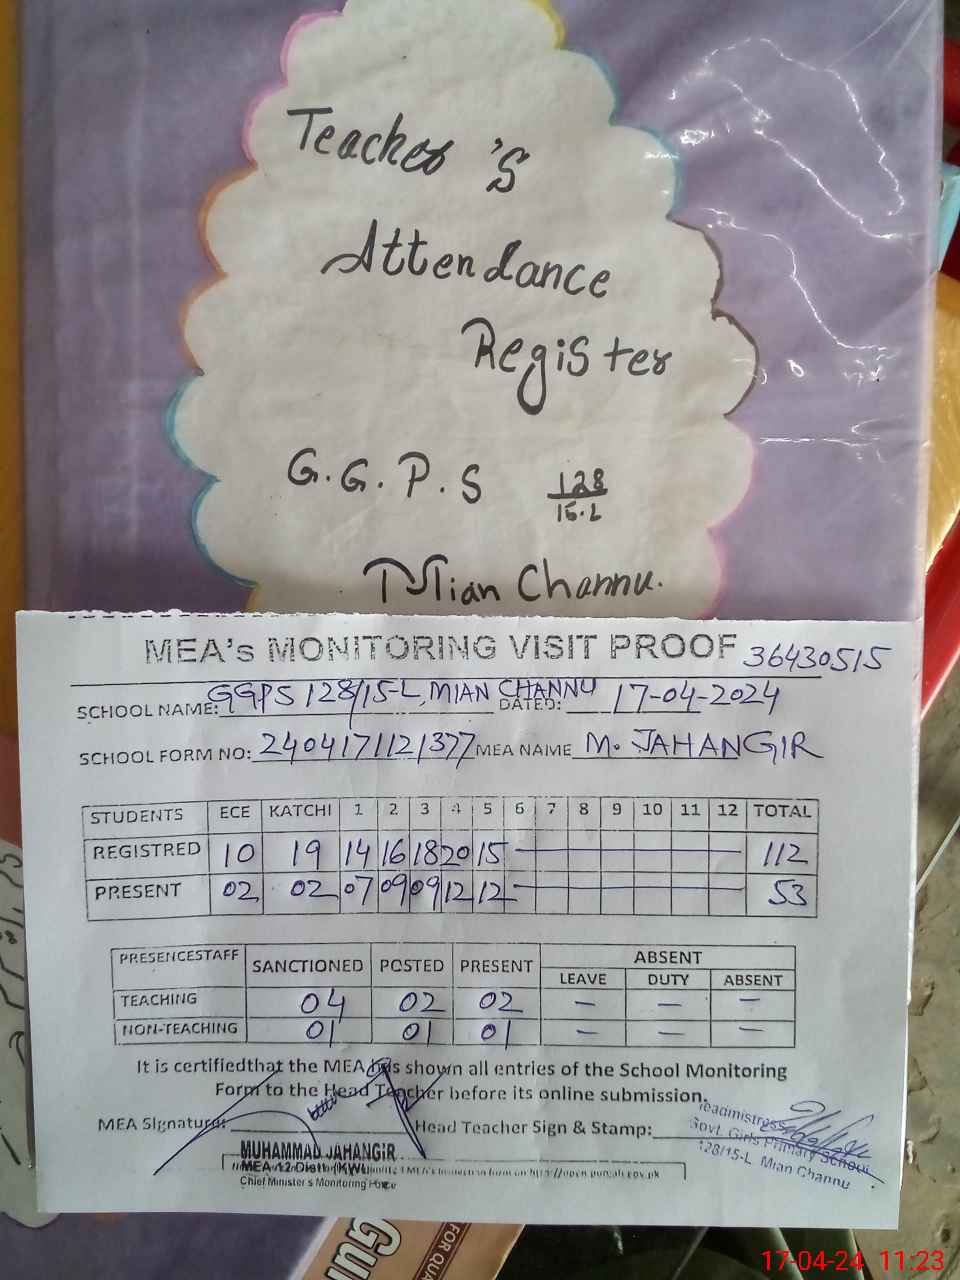 Teacher's
Attendance
Register
G.G.P.S 128/15.L
Mian Channu.
MEA's MONITORING VISIT PROOF 36430515
SCHOOL NAME: GGPS 128/15-L, MIAN CHANNU DATED: 17-04-2024
SCHOOL FORM NO: 2404171121377 MEA NAME M. JAHANGIR
STUDENTS ECE KATCHI 1 2 3 4 5 6 7 8 9 10 11 12 TOTAL
REGISTRED 10 19 14 16 18 20 15 112
PRESENT 02 02 07 09 09 12 12 53
PRESENCESTAFF SANCTIONED POSTED PRESENT ABSENT
LEAVE DUTY ABSENT
TEACHING 04 02 02 – – –
NON-TEACHING 01 01 01 – – –
It is certifiedthat the MEA has shown all entries of the School Monitoring
Form to the Head Teacher before its online submission.
MEA Signature: Head Teacher Sign & Stamp:
Headmistress
Govt. Girls Primary School
128/15-L Mian Channu
MUHAMMAD JAHANGIR
MEA-12 Distt (KWL)
Chief Minister's Monitoring Force
FOR QUA
Gum
17-04-24 11:23